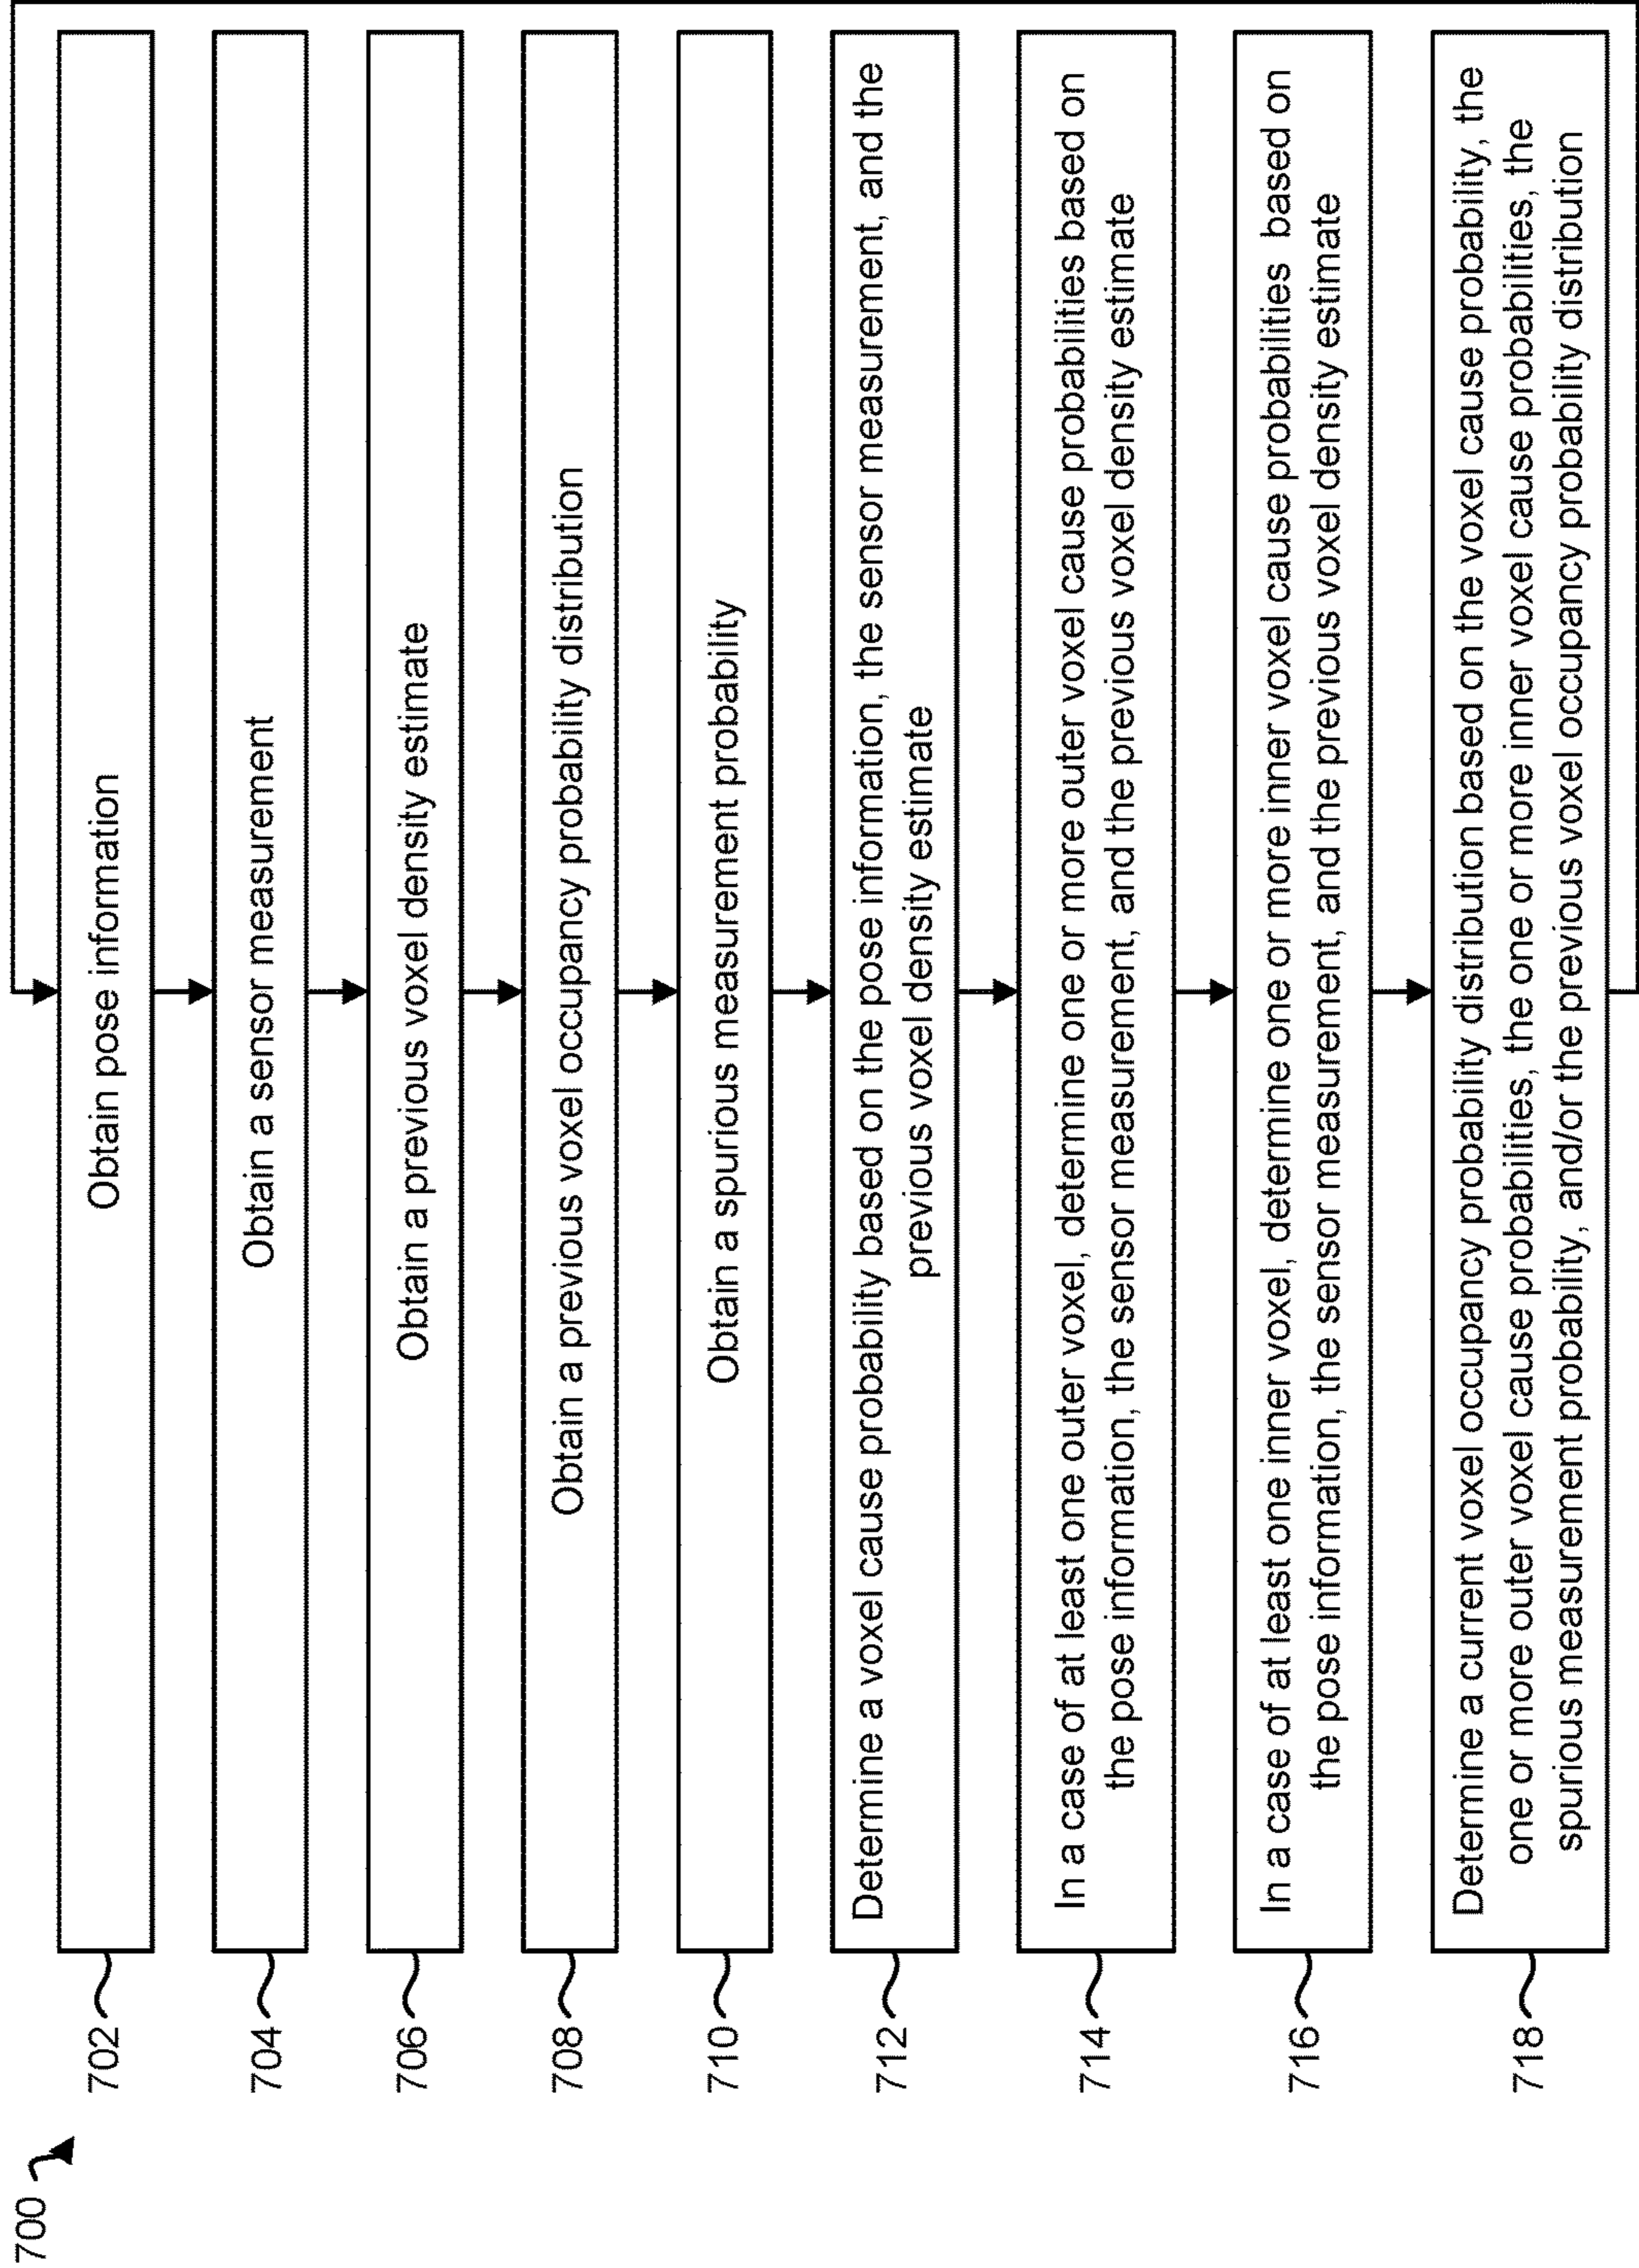 700
702
Obtain pose information
704
Obtain a sensor measurement
706
Obtain a previous voxel density estimate
708
Obtain a previous voxel occupancy probability distribution
710
Obtain a spurious measurement probability
712
Determine a voxel cause probability based on the pose information, the sensor measurement, and the
previous voxel density estimate
714
In a case of at least one outer voxel, determine one or more outer voxel cause probabilities based on
the pose information, the sensor measurement, and the previous voxel density estimate
716
In a case of at least one inner voxel, determine one or more inner voxel cause probabilities based on
the pose information, the sensor measurement, and the previous voxel density estimate
718
Determine a current voxel occupancy probability distribution based on the voxel cause probability, the
one or more outer voxel cause probabilities, the one or more inner voxel cause probabilities, the
spurious measurement probability, and/or the previous voxel occupancy probability distribution